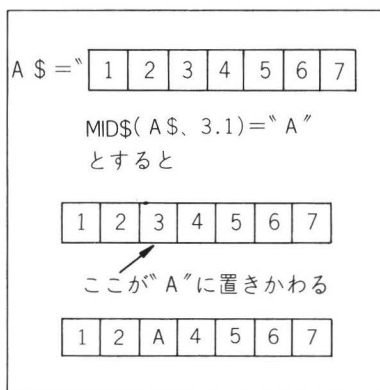 A $ =〝1 2 3 4 5 6 7
MID$( A$、3.1)=〝A〞
とすると
1 2 3 4 5 6 7
ここが〝A〞に置きかわる
1 2 A 4 5 6 7